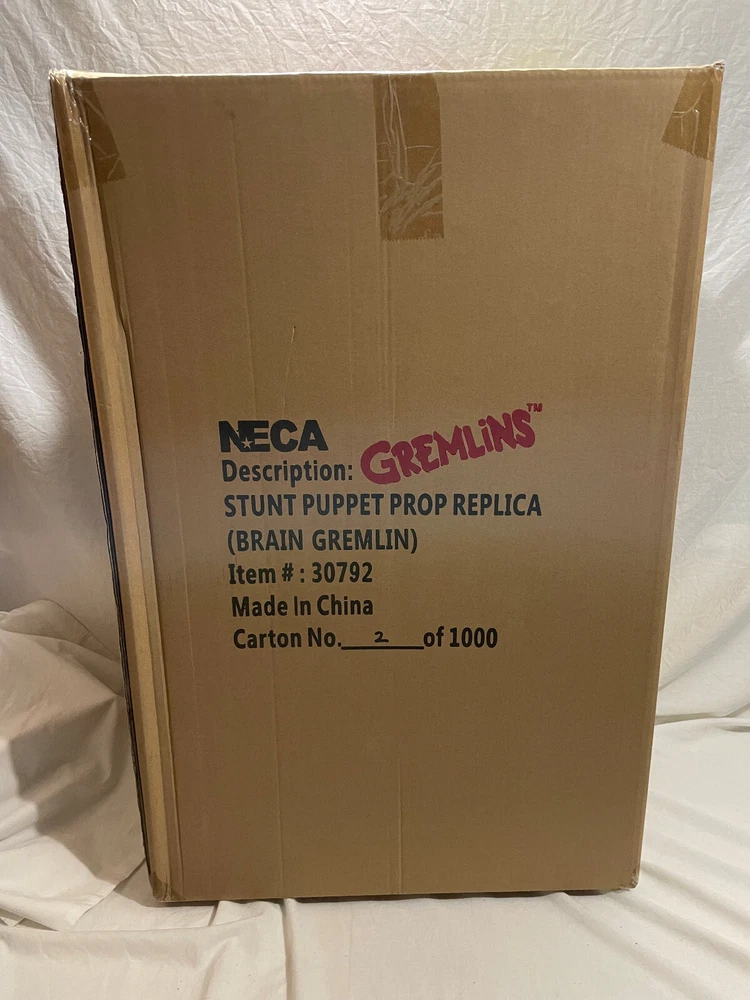 NECA
Description: GREMLiNS™
STUNT PUPPET PROP REPLICA
(BRAIN GREMLIN)
Item # : 30792
Made In China
Carton No. 2 of 1000